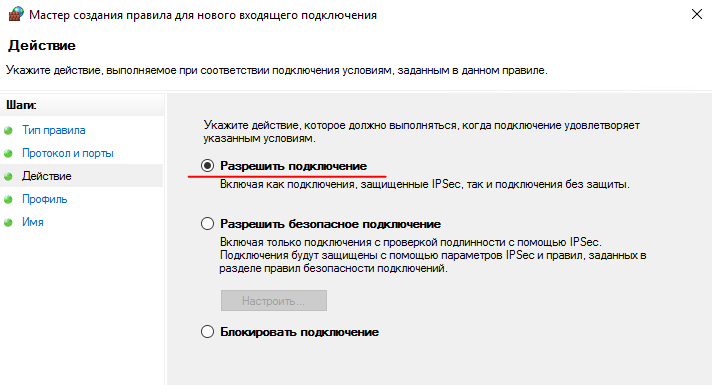 Мастер создания правила для нового входящего подключения
Действие
Укажите действие, выполняемое при соответствии подключения условиям, заданным в данном правиле.
Шаги:
Тип правила
Протокол и порты
Действие
Профиль
Имя
Укажите действие, которое должно выполняться, когда подключение удовлетворяет
указанным условиям.
Разрешить подключение
Включая как подключения, защищенные IPSec, так и подключения без защиты.
Разрешить безопасное подключение
Включая только подключения с проверкой подлинности с помощью IPSec.
Подключения будут защищены с помощью параметров IPSec и правил, заданных в
разделе правил безопасности подключений.
Настроить...
Блокировать подключение